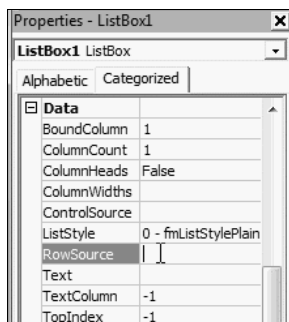 Properties - ListBox1
ListBox1 ListBox
Alphabetic Categorized
Data
BoundColumn 1
ColumnCount 1
ColumnHeads False
ColumnWidths
ControlSource
ListStyle 0 - fmListStylePlain
RowSource
Text
TextColumn -1
TopIndex -1